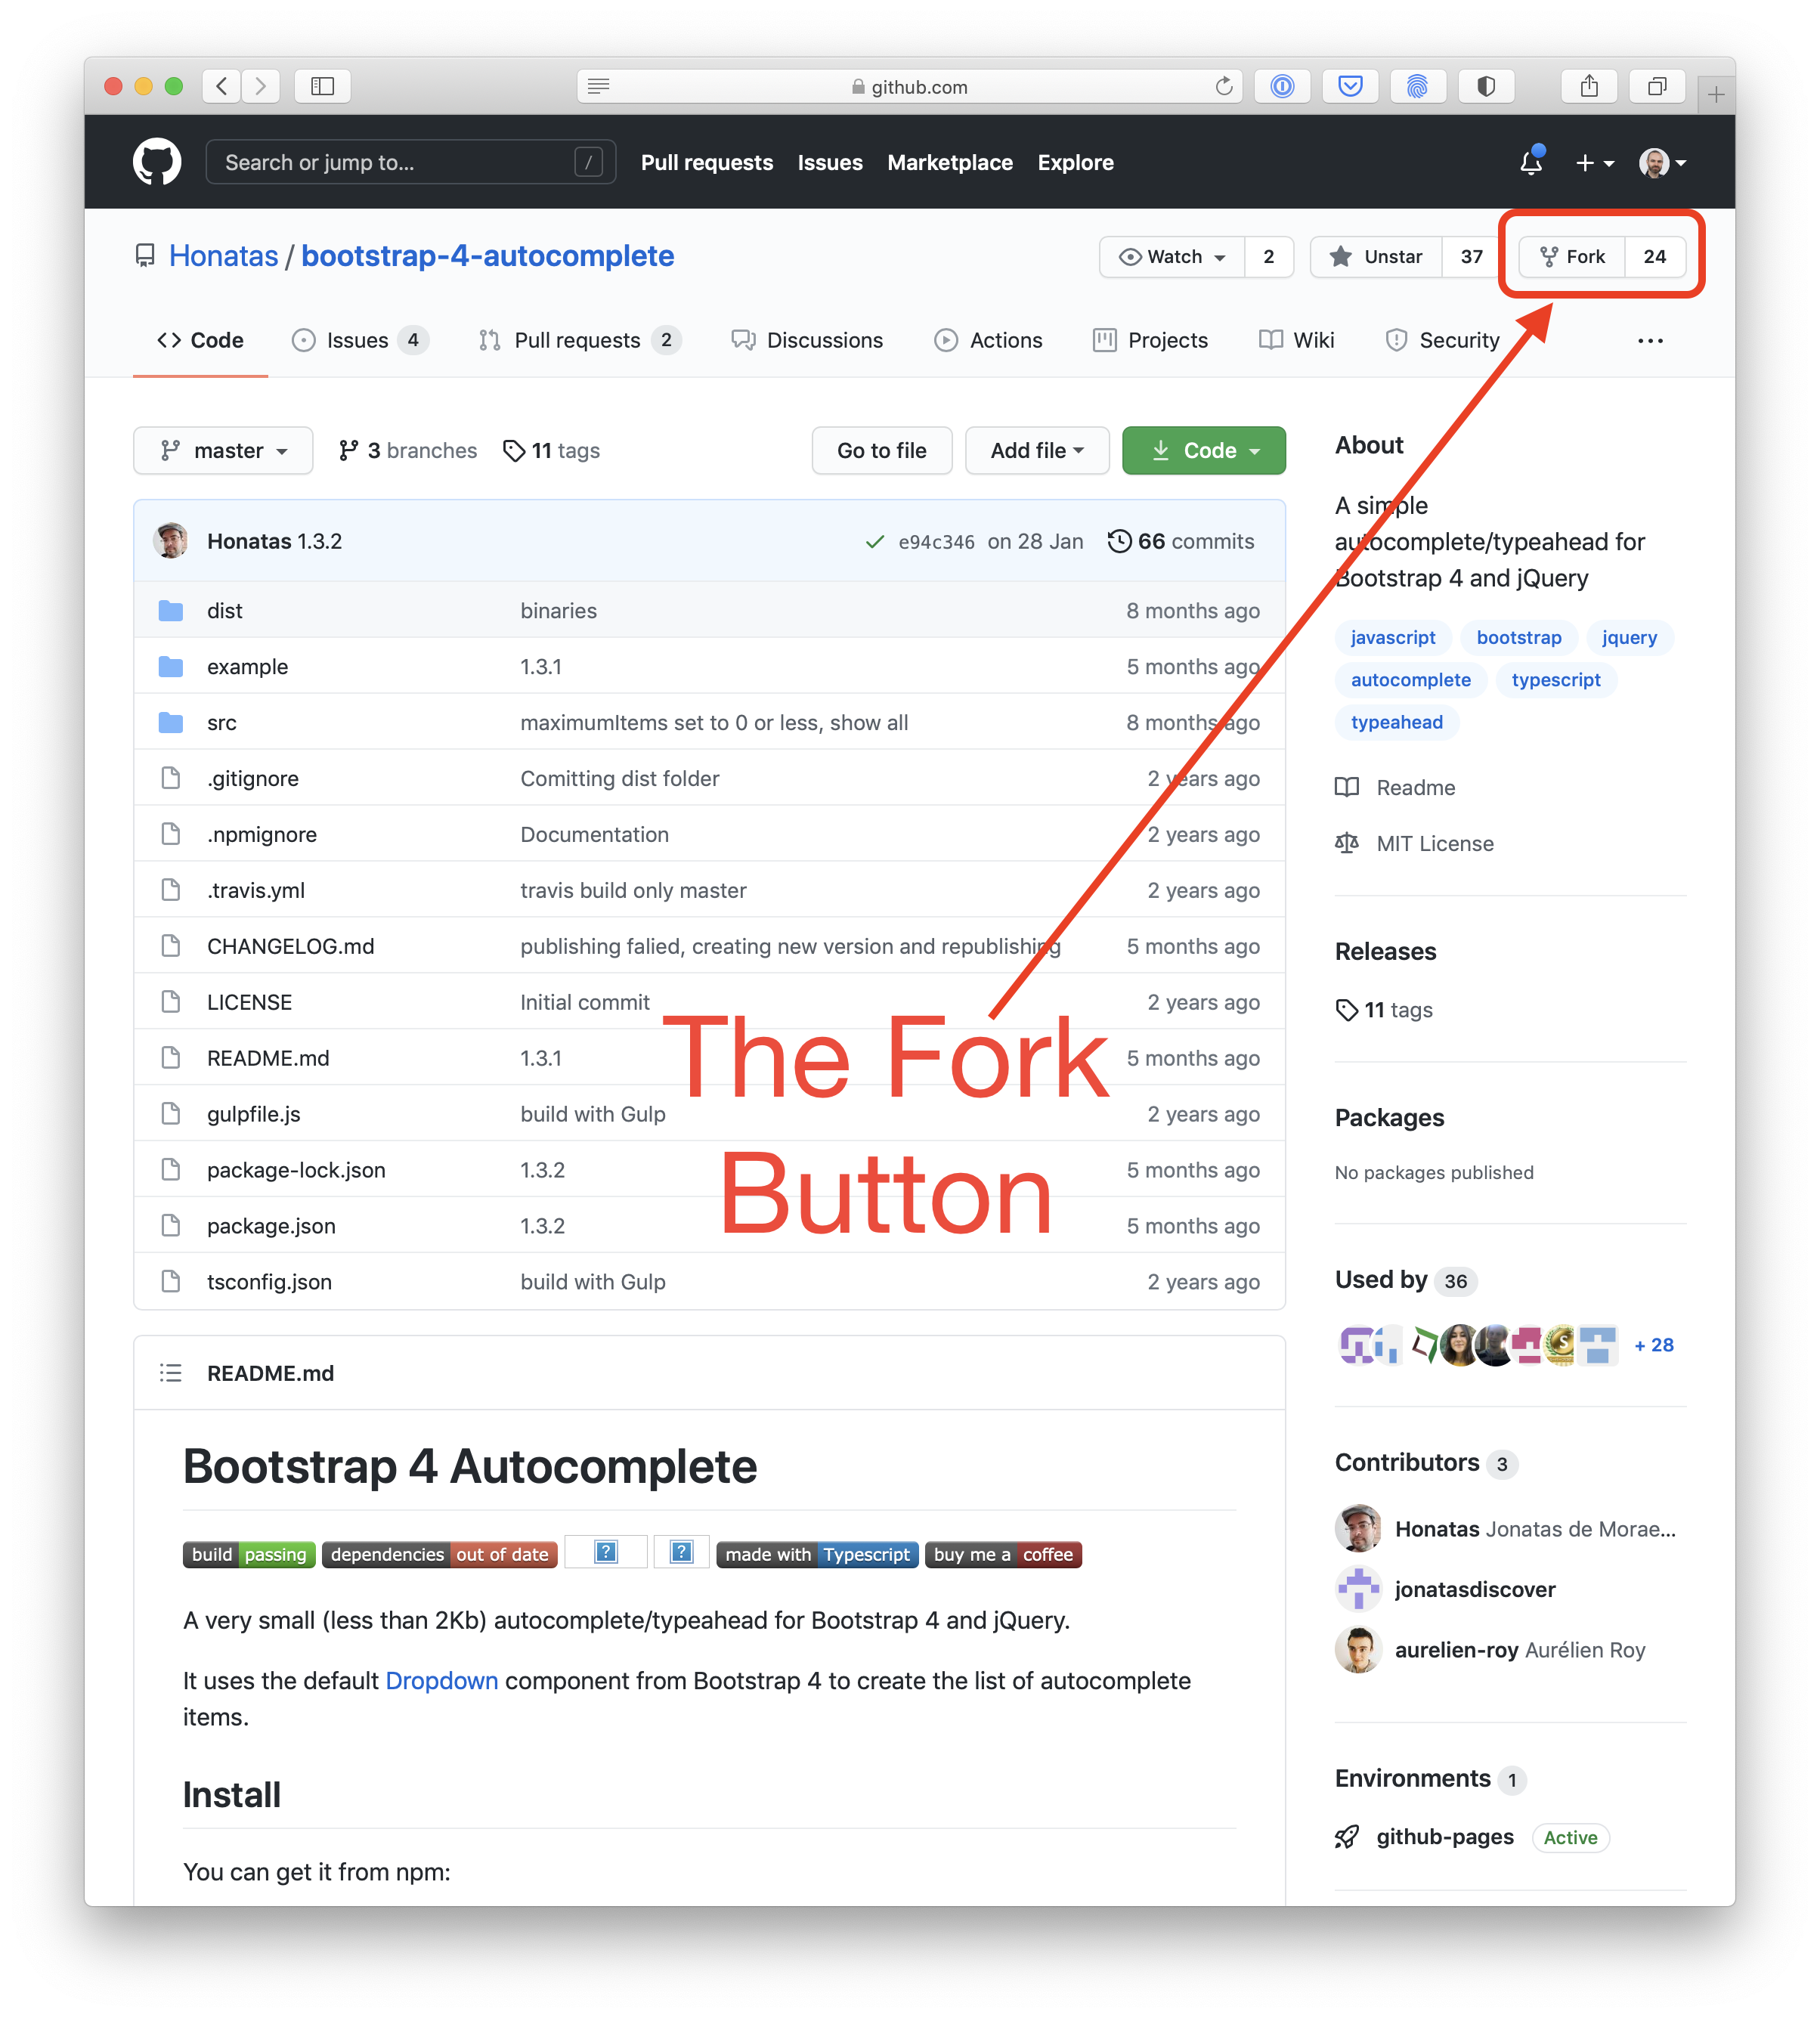 github.com
Search or jump to... / Pull requests Issues Marketplace Explore
Honatas / bootstrap-4-autocomplete Watch 2 Unstar 37 Fork 24
Code Issues 4 Pull requests 2 Discussions Actions Projects Wiki Security ...
master 3 branches 11 tags Go to file Add file Code
Honatas 1.3.2 e94c346 on 28 Jan 66 commits
dist binaries 8 months ago
example 1.3.1 5 months ago
src maximumItems set to 0 or less, show all 8 months ago
.gitignore Comitting dist folder 2 years ago
.npmignore Documentation 2 years ago
.travis.yml travis build only master 2 years ago
CHANGELOG.md publishing falied, creating new version and republishing 5 months ago
LICENSE Initial commit 2 years ago
README.md 1.3.1 5 months ago
gulpfile.js build with Gulp 2 years ago
package-lock.json 1.3.2 5 months ago
package.json 1.3.2 5 months ago
tsconfig.json build with Gulp 2 years ago
The Fork
Button
README.md
Bootstrap 4 Autocomplete
build passing dependencies out of date ? ? made with Typescript buy me a coffee
A very small (less than 2Kb) autocomplete/typeahead for Bootstrap 4 and jQuery.
It uses the default Dropdown component from Bootstrap 4 to create the list of autocomplete
items.
Install
You can get it from npm:
About
A simple
autocomplete/typeahead for
Bootstrap 4 and jQuery
javascript bootstrap jquery
autocomplete typescript
typeahead
Readme
MIT License
Releases
11 tags
Packages
No packages published
Used by 36
+ 28
Contributors 3
Honatas Jonatas de Morae...
jonatasdiscover
aurelien-roy Aurélien Roy
Environments 1
github-pages Active